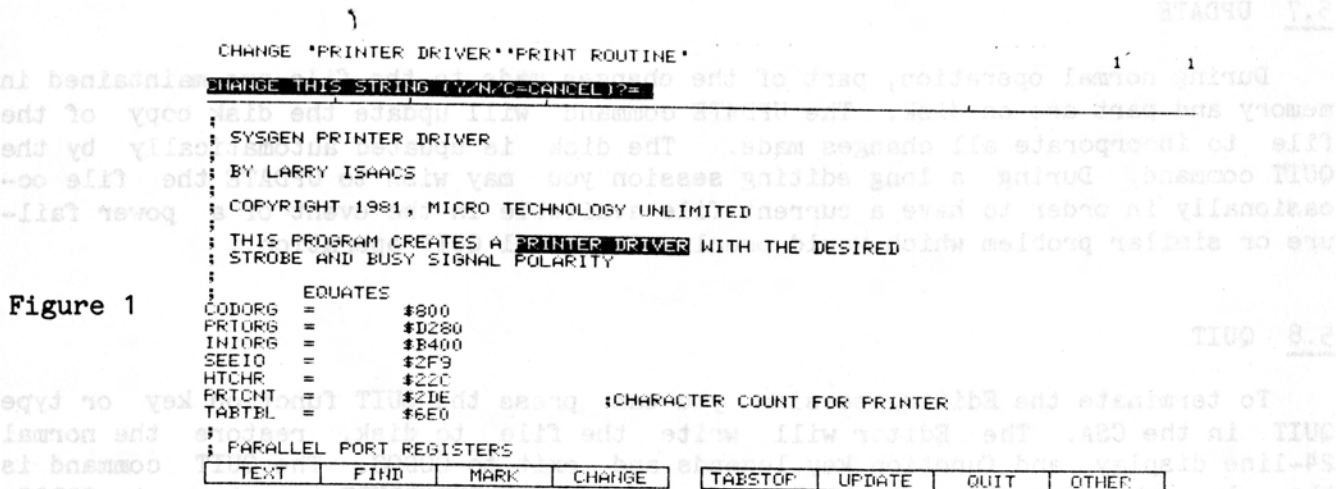 CHANGE 'PRINTER DRIVER''PRINT ROUTINE'
1 1
CHANGE THIS STRING (Y/N/C=CANCEL)?=
; SYSGEN PRINTER DRIVER
;
; BY LARRY ISAACS
;
; COPYRIGHT 1981, MICRO TECHNOLOGY UNLIMITED
;
; THIS PROGRAM CREATES A PRINTER DRIVER WITH THE DESIRED
; STROBE AND BUSY SIGNAL POLARITY
;
; EQUATES
CODORG = $800
PRTORG = $D280
INIORG = $B400
SEEIO = $2F9
HTCHR = $22C
PRTCNT = $2DE ;CHARACTER COUNT FOR PRINTER
TABTBL = $6E0
;
; PARALLEL PORT REGISTERS
TEXT FIND MARK CHANGE TABSTOP UPDATE QUIT OTHER
Figure 1